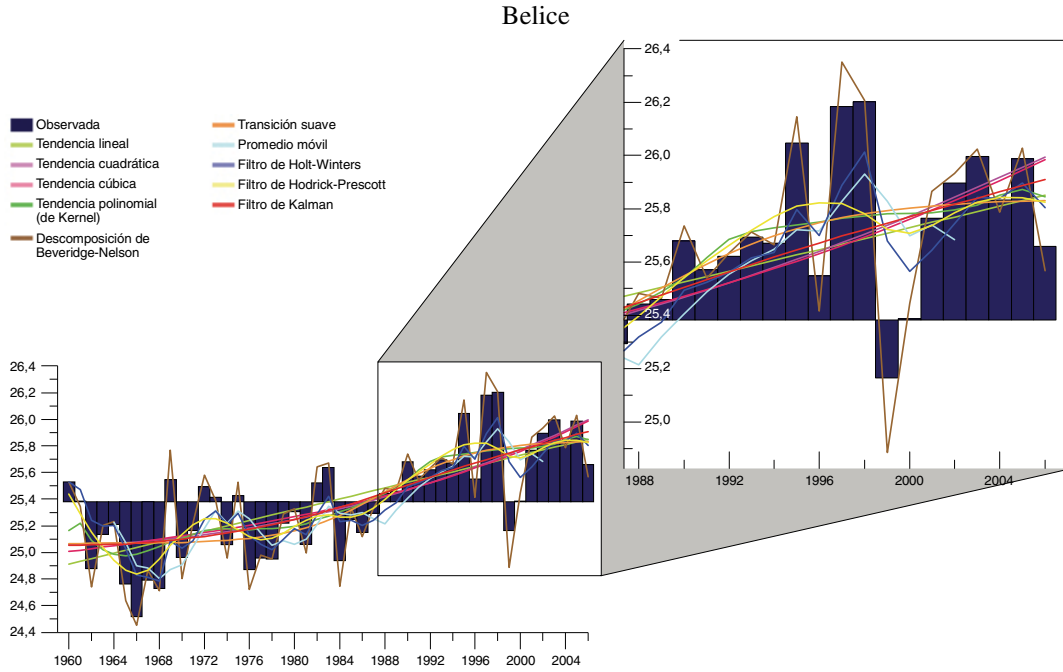 Belice
Observada
Tendencia lineal
Tendencia cuadrática
Tendencia cúbica
Tendencia polinomial
(de Kernel)
Descomposición de
Beveridge-Nelson
Transición suave
Promedio móvil
Filtro de Holt-Winters
Filtro de Hodrick-Prescott
Filtro de Kalman
26,4
26,2
26,0
25,8
25,6
25,4
25,2
25,0
1988 1992 1996 2000 2004
26,4
26,2
26,0
25,8
25,6
25,4
25,2
25,0
24,8
24,6
24,4
1960 1964 1968 1972 1976 1980 1984 1988 1992 1996 2000 2004